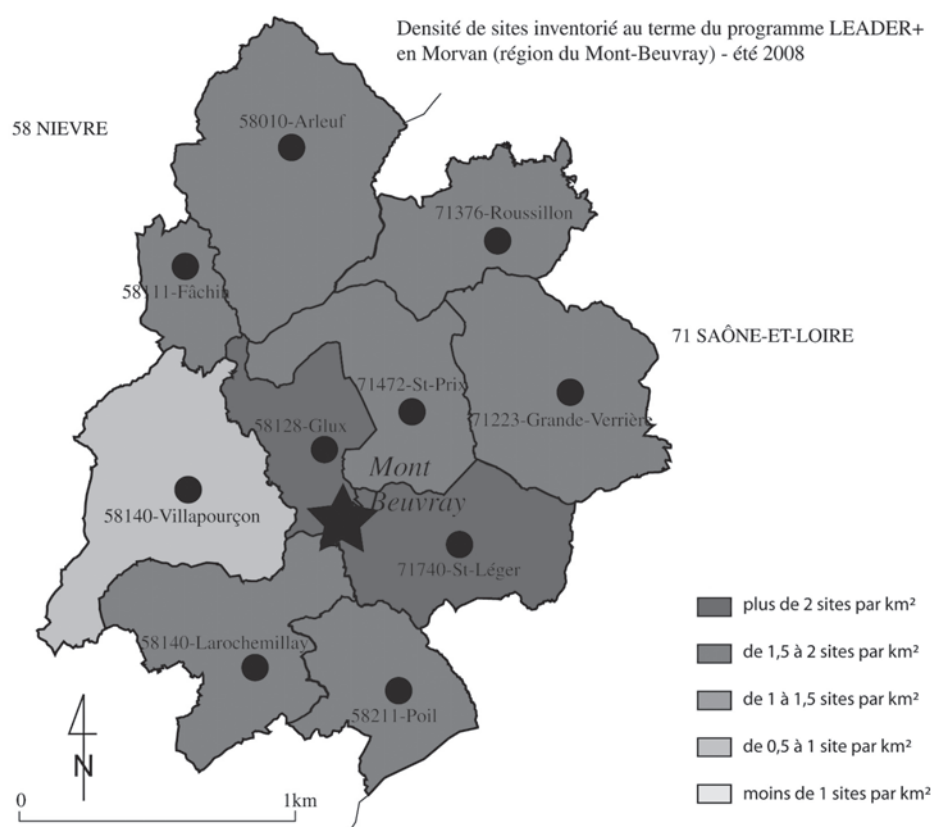 Densité de sites inventorié au terme du programme LEADER+
en Morvan (région du Mont-Beuvray) - été 2008
58 NIEVRE
58010-Arleuf
71376-Roussillon
58111-Fâchin
71 SAÔNE-ET-LOIRE
71472-St-Prix
71223-Grande-Verrière
58128-Glux
Mont
Beuvray
58140-Villapourçon
71740-St-Léger
plus de 2 sites par km²
de 1,5 à 2 sites par km²
de 1 à 1,5 sites par km²
de 0,5 à 1 site par km²
moins de 1 sites par km²
58140-Larochemillay
58211-Poil
N
0 1km